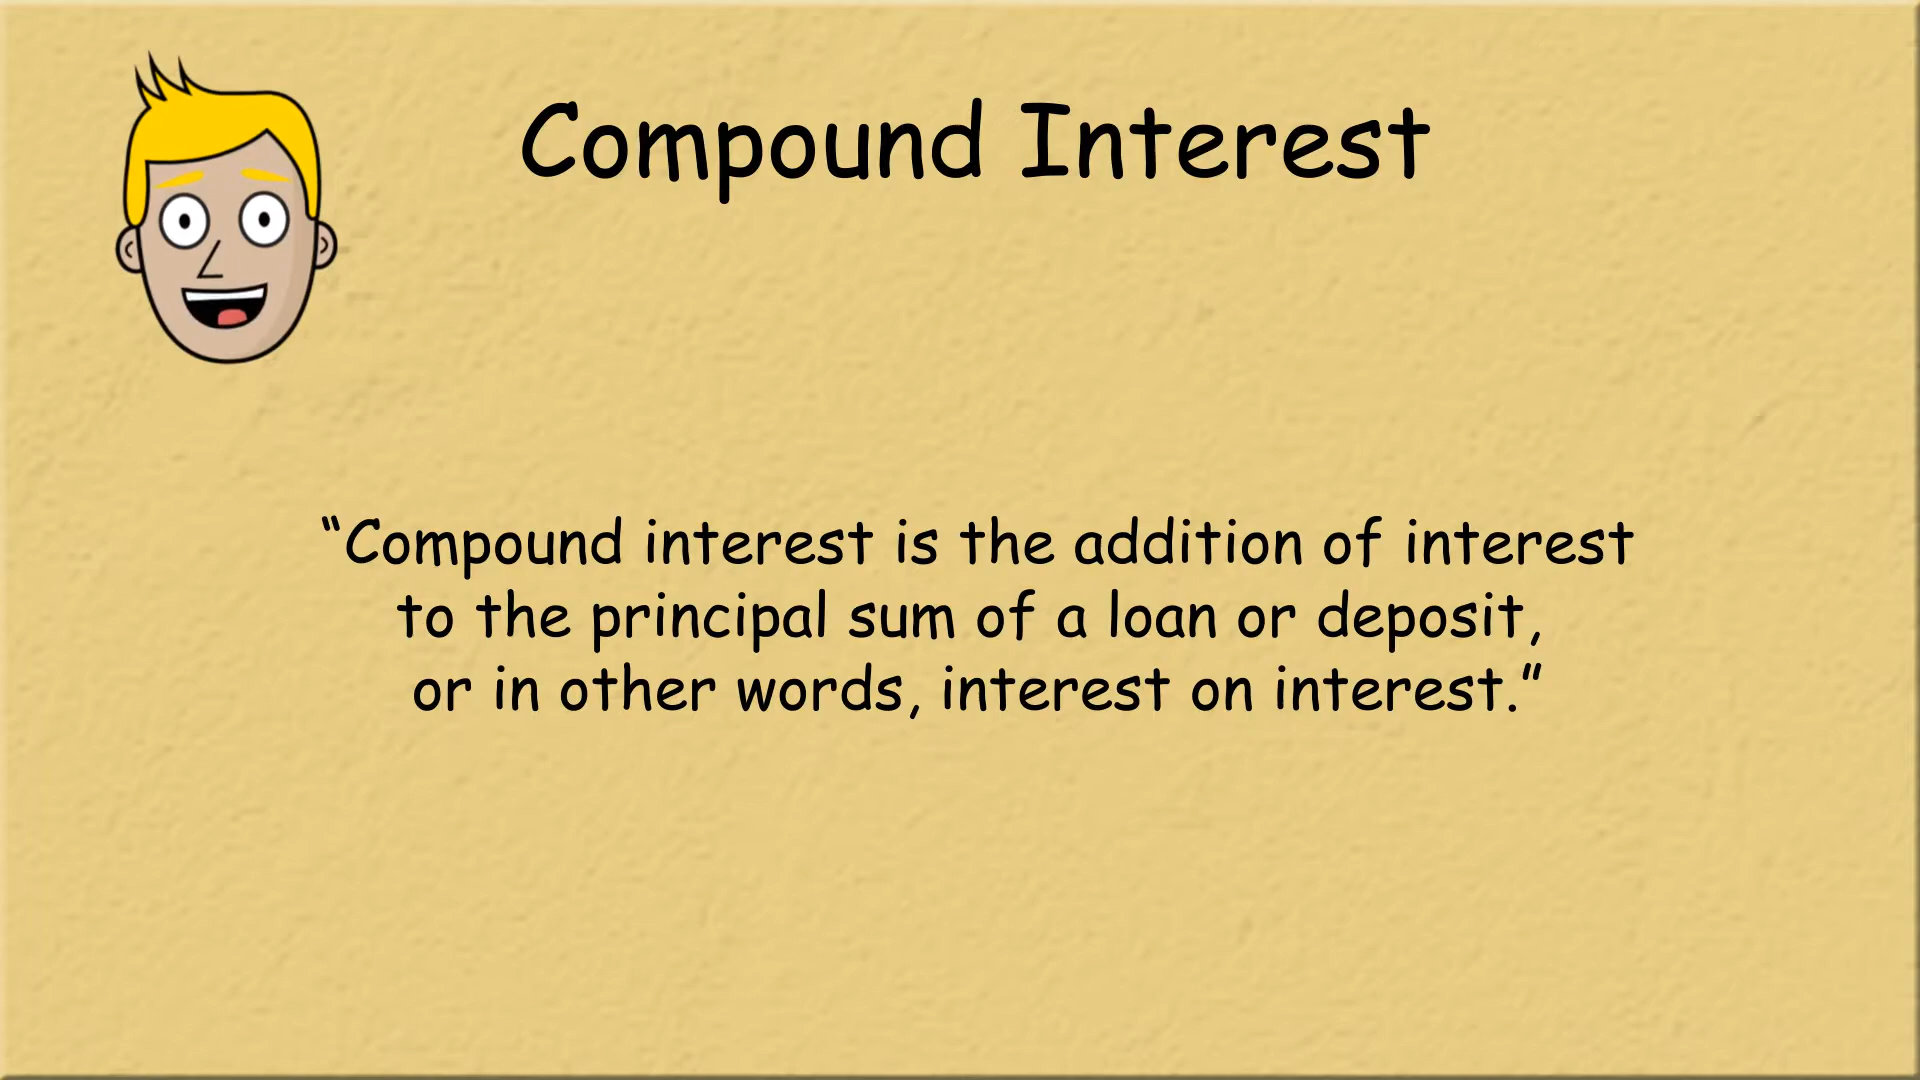 Compound Interest
“Compound interest is the addition of interest
to the principal sum of a loan or deposit,
or in other words, interest on interest.”